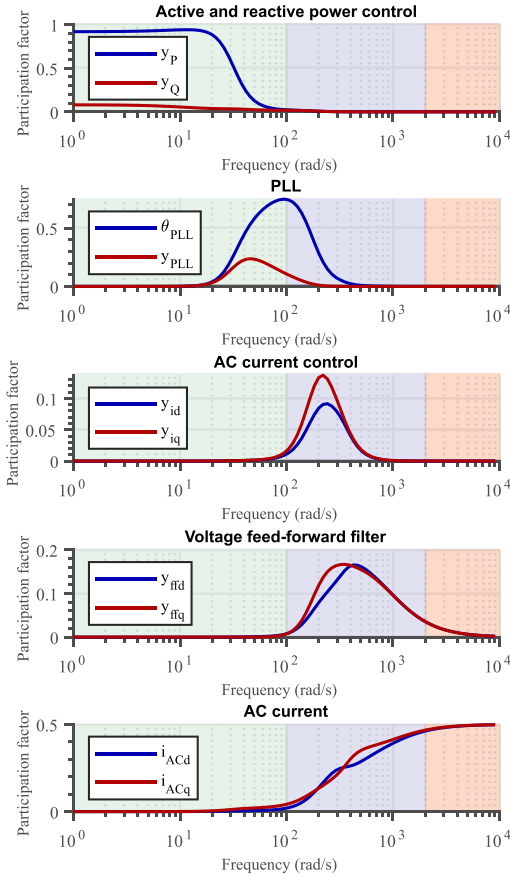 Active and reactive power control
Participation factor
1
0.5
0
y_P
y_Q
10^0 10^1 10^2 10^3 10^4
Frequency (rad/s)
PLL
Participation factor
0.5
0
θ_PLL
y_PLL
10^0 10^1 10^2 10^3 10^4
Frequency (rad/s)
AC current control
Participation factor
0.1
0.05
0
y_id
y_iq
10^0 10^1 10^2 10^3 10^4
Frequency (rad/s)
Voltage feed-forward filter
Participation factor
0.2
0.1
0
y_ffd
y_ffq
10^0 10^1 10^2 10^3 10^4
Frequency (rad/s)
AC current
Participation factor
0.5
0
i_ACd
i_ACq
10^0 10^1 10^2 10^3 10^4
Frequency (rad/s)